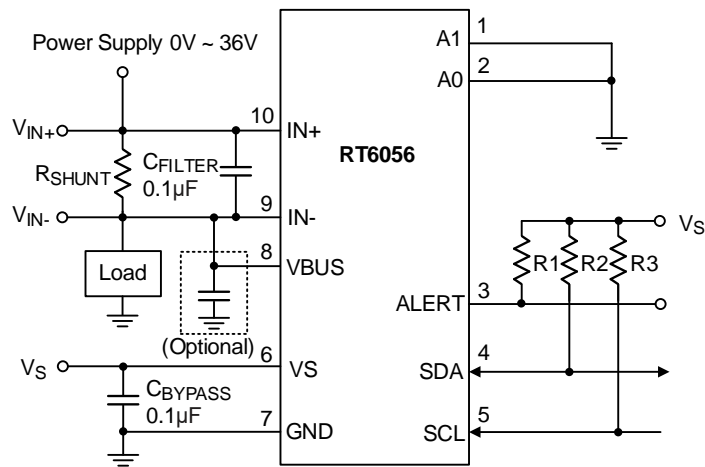 Power Supply 0V ~ 36V
A1
1
A0
2
VIN+
10
IN+
RT6056
RSHUNT
CFILTER
0.1µF
VIN-
9
IN-
VS
Load
8
VBUS
R1
R2
R3
(Optional)
ALERT
3
VS
6
VS
SDA
4
CBYPASS
0.1µF
7
GND
SCL
5